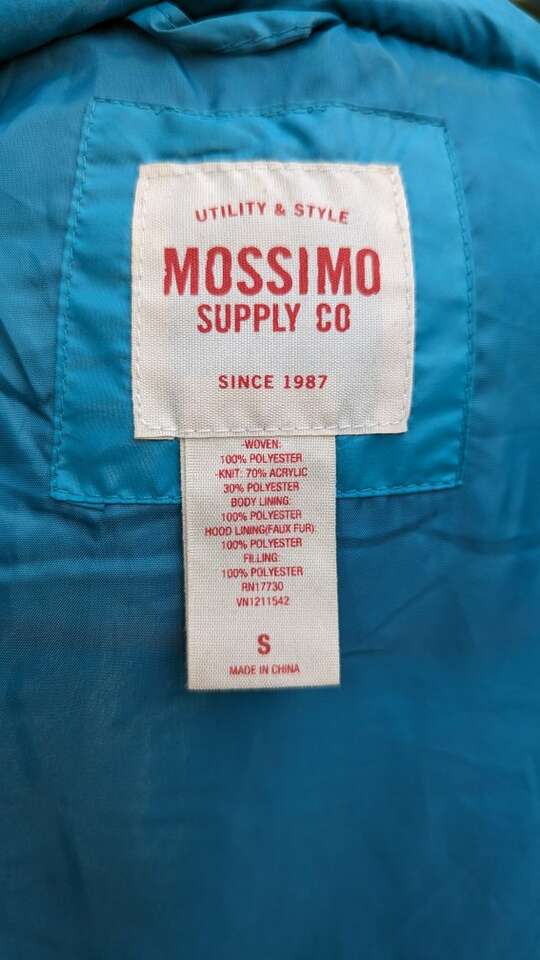 UTILITY & STYLE
MOSSIMO
SUPPLY CO
SINCE 1987
-WOVEN:
100% POLYESTER
-KNIT: 70% ACRYLIC
30% POLYESTER
BODY LINING:
100% POLYESTER
HOOD LINING(FAUX FUR):
100% POLYESTER
FILLING:
100% POLYESTER
RN17730
VN1211542
S
MADE IN CHINA